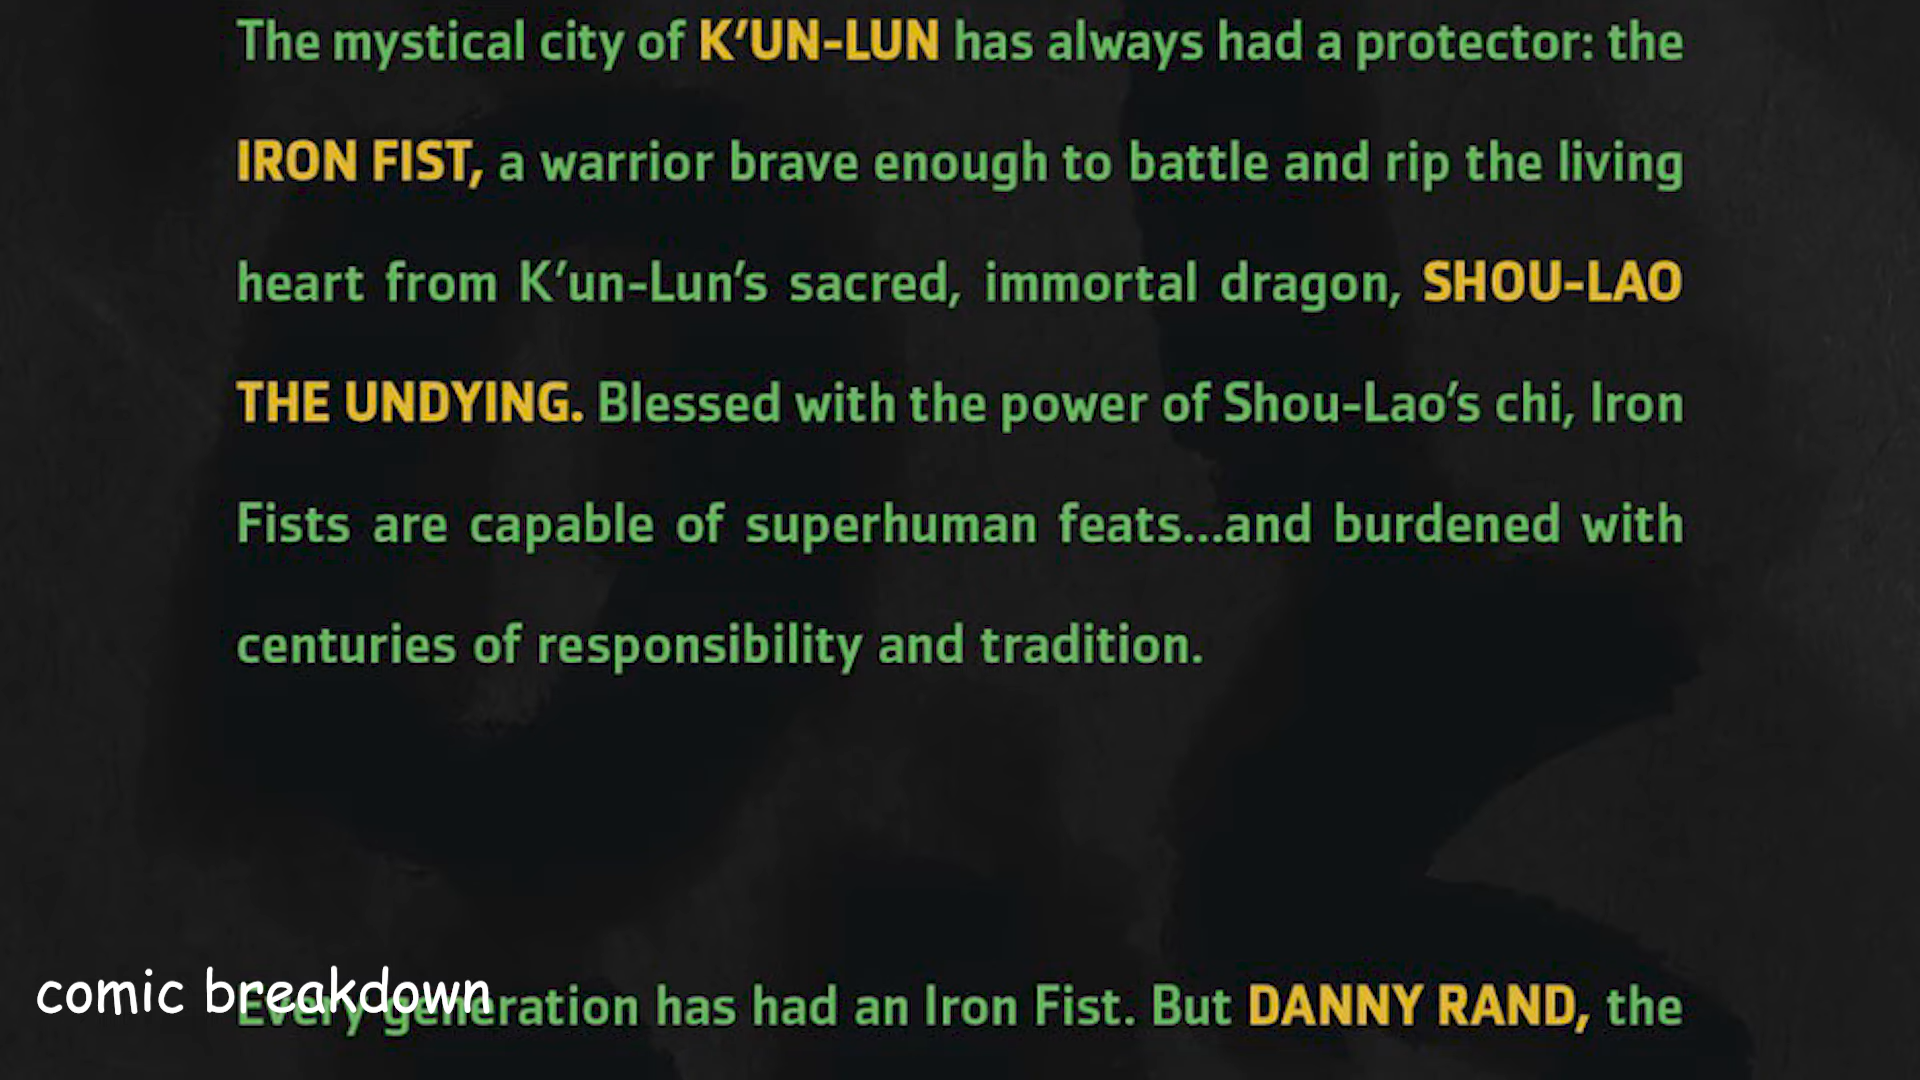 The mystical city of K'UN-LUN has always had a protector: the
IRON FIST, a warrior brave enough to battle and rip the living
heart from K'un-Lun's sacred, immortal dragon, SHOU-LAO
THE UNDYING. Blessed with the power of Shou-Lao's chi, Iron
Fists are capable of superhuman feats...and burdened with
centuries of responsibility and tradition.
comic breakdown
Every generation has had an Iron Fist. But DANNY RAND, the